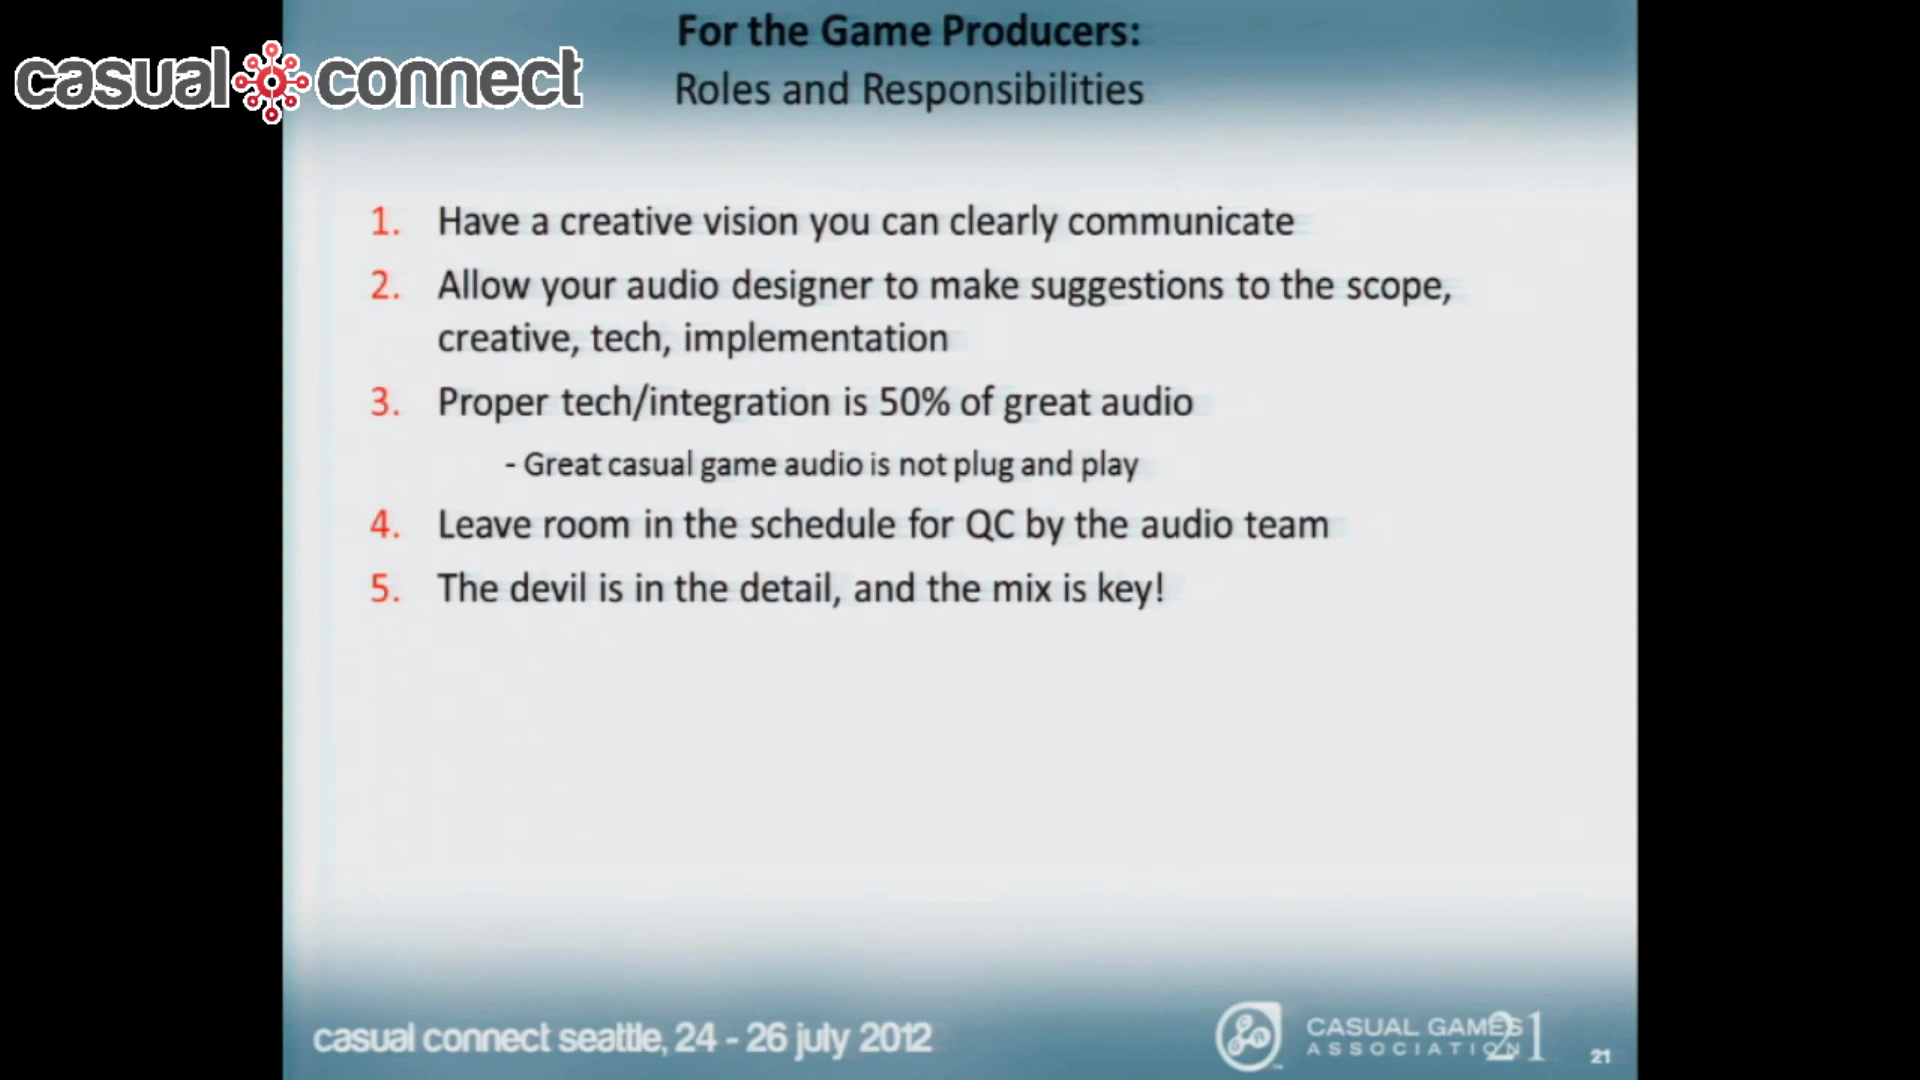 casual connect
For the Game Producers:
Roles and Responsibilities
1. Have a creative vision you can clearly communicate
2. Allow your audio designer to make suggestions to the scope,
creative, tech, implementation
3. Proper tech/integration is 50% of great audio
- Great casual game audio is not plug and play
4. Leave room in the schedule for QC by the audio team
5. The devil is in the detail, and the mix is key!
casual connect seattle, 24 - 26 july 2012
CASUAL GAMES
ASSOCIATION
21
21